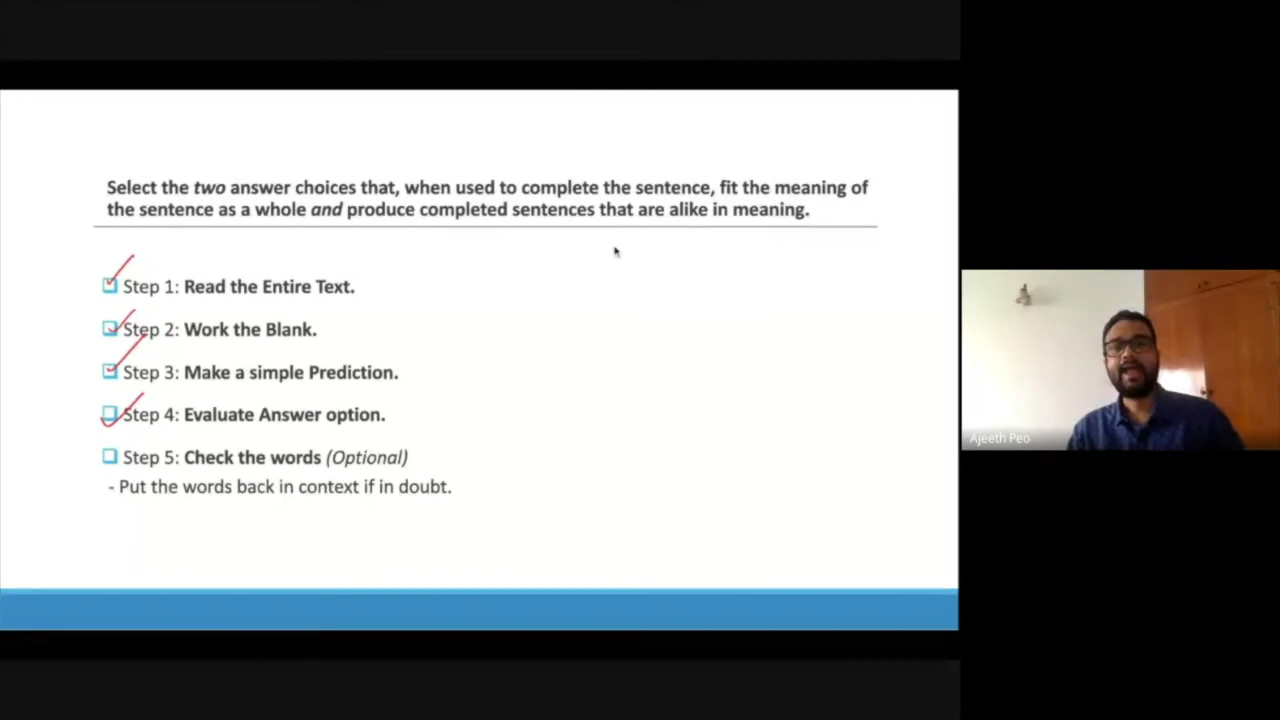 Select the two answer choices that, when used to complete the sentence, fit the meaning of
the sentence as a whole and produce completed sentences that are alike in meaning.
Step 1: Read the Entire Text.
Step 2: Work the Blank.
Step 3: Make a simple Prediction.
Step 4: Evaluate Answer option.
Step 5: Check the words (Optional)
- Put the words back in context if in doubt.
Ajeeth Peo